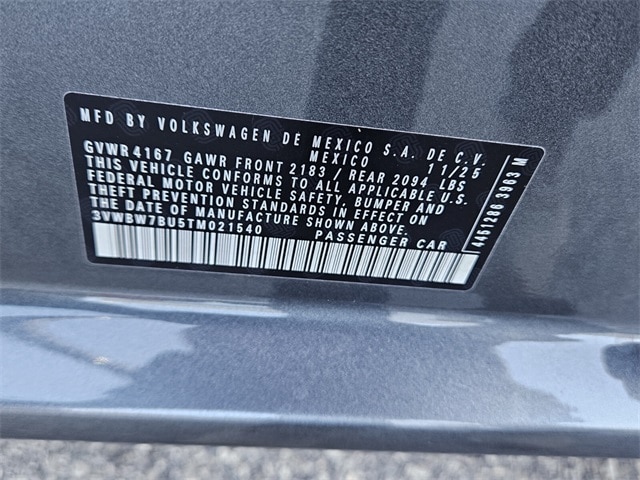 MFD BY VOLKSWAGEN DE MEXICO S.A. DE C.V.
MEXICO 11/25
GVWR 4167 GAWR FRONT 2183 / REAR 2094 LBS
THIS VEHICLE CONFORMS TO ALL APPLICABLE U.S.
FEDERAL MOTOR VEHICLE SAFETY, BUMPER AND
THEFT PREVENTION STANDARDS IN EFFECT ON
THE DATE OF MANUFACTURE SHOWN ABOVE.
3VWBW7BU5TM021540 PASSENGER CAR
4451286 3963 M